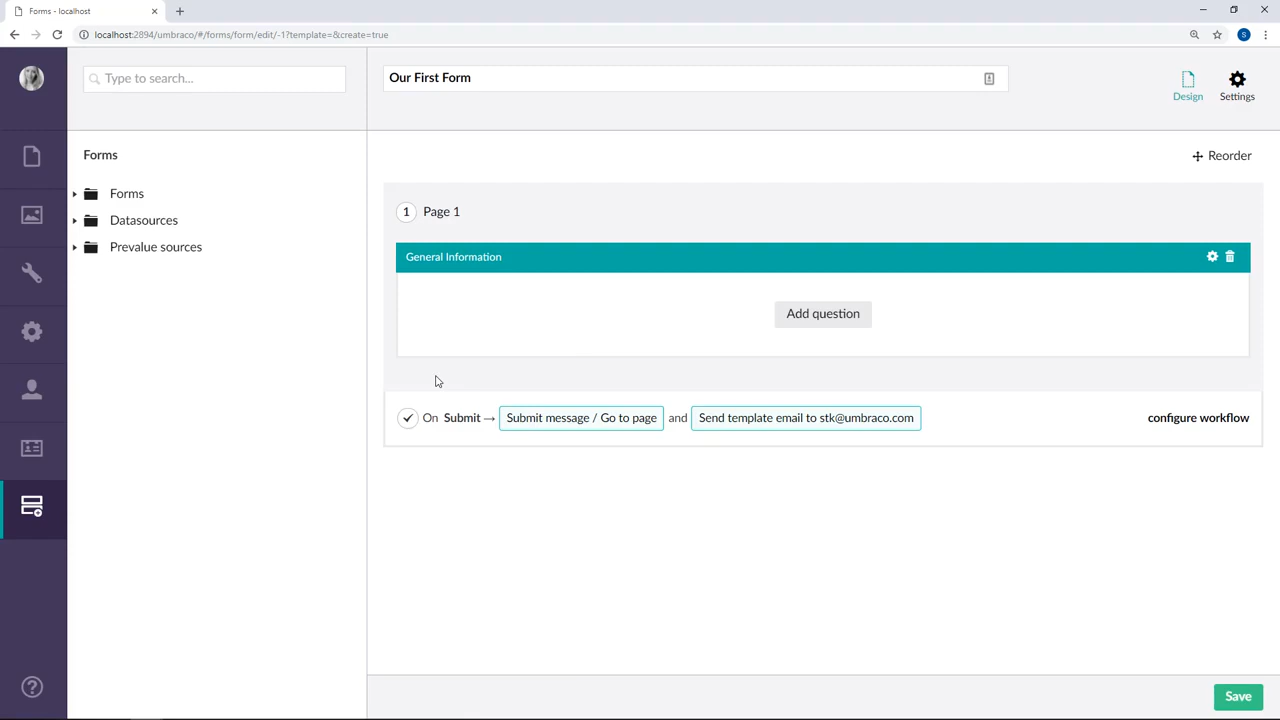 Forms - localhost
localhost:2894/umbraco/#/forms/form/edit/-1?template=&create=true
S
Type to search...
Our First Form
Design
Settings
Forms
Reorder
Forms
Datasources
Prevalue sources
1 Page 1
General Information
Add question
On Submit → Submit message / Go to page and Send template email to stk@umbraco.com configure workflow
Save